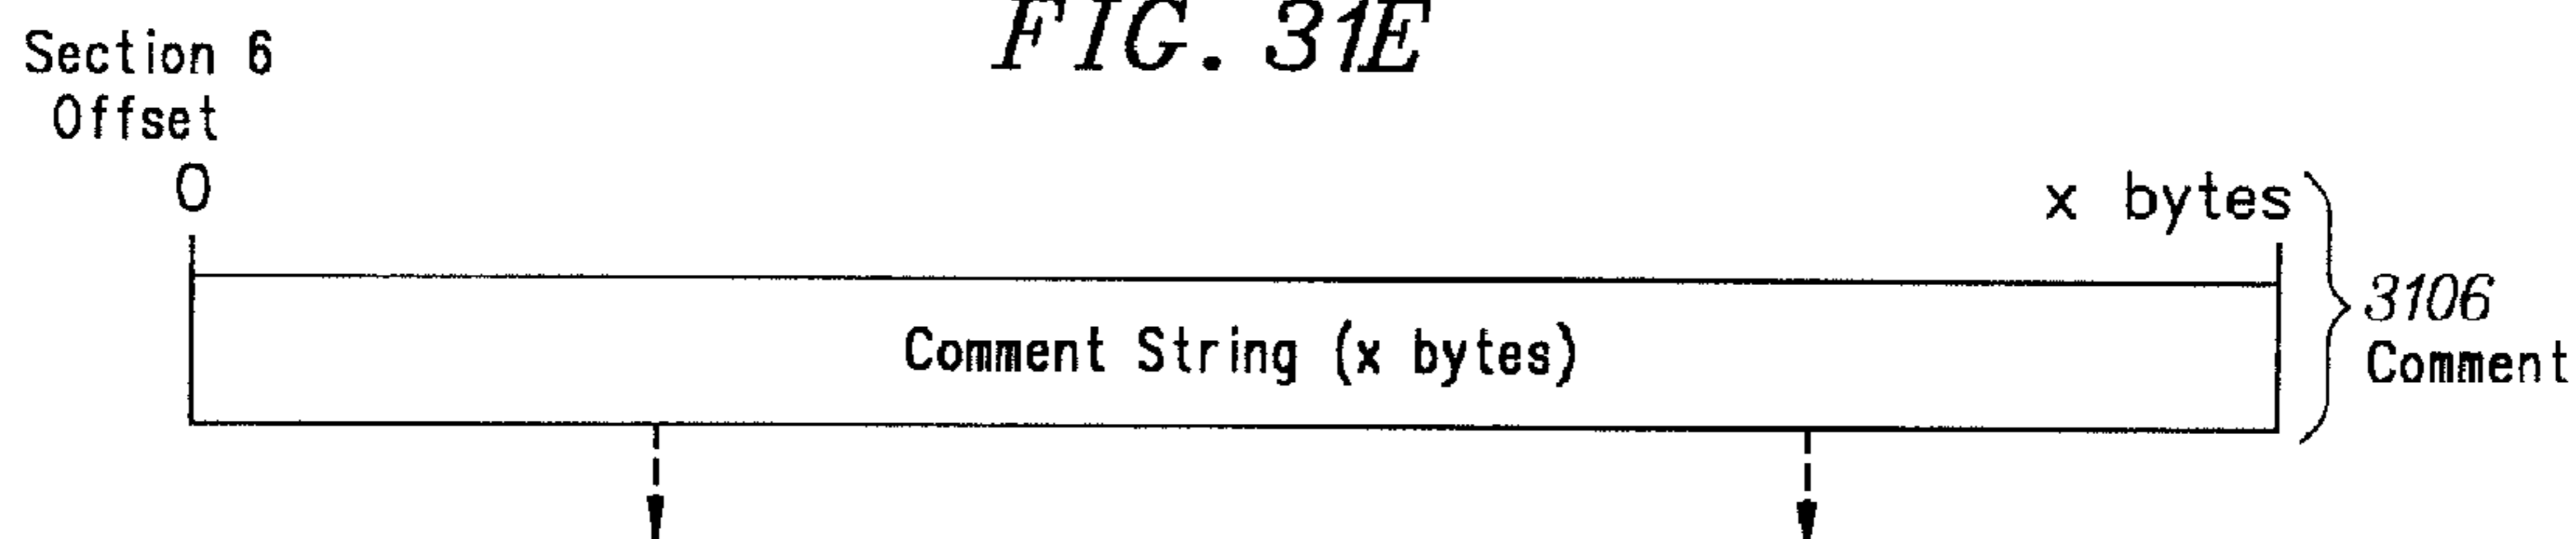 FIG. 31E
Section 6
Offset
0
x bytes
3106
Comment
Comment String (x bytes)